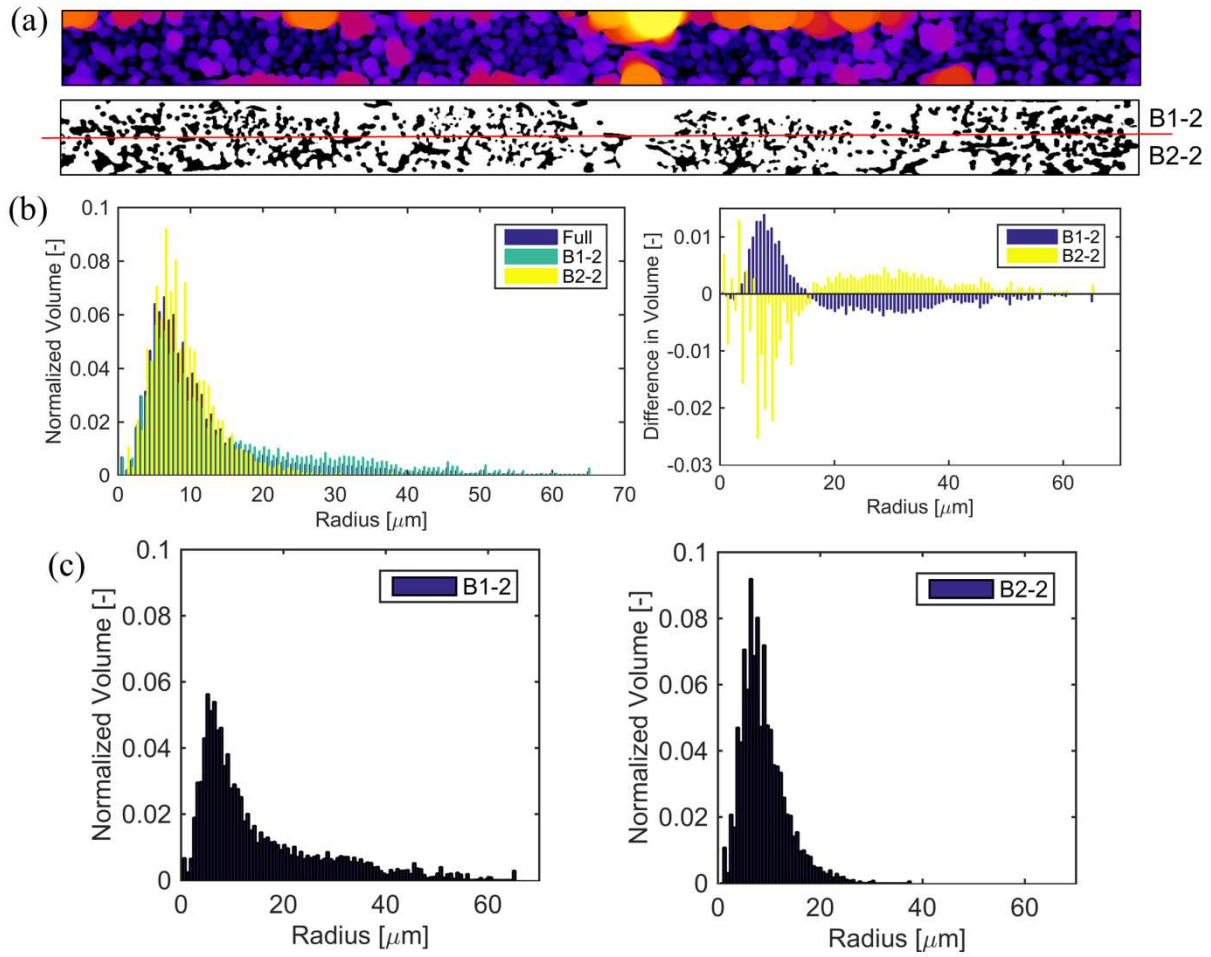 (a)
B1-2
B2-2
(b)
0.1
0.08
0.06
0.04
0.02
0
Normalized Volume [-]
Full
B1-2
B2-2
0 10 20 30 40 50 60 70
Radius [μm]
0.01
0
-0.01
-0.02
-0.03
Difference in Volume [-]
B1-2
B2-2
0 20 40 60
Radius [μm]
(c)
0.1
0.08
0.06
0.04
0.02
0
Normalized Volume [-]
B1-2
0 20 40 60
Radius [μm]
0.1
0.08
0.06
0.04
0.02
0
Normalized Volume [-]
B2-2
0 20 40 60
Radius [μm]